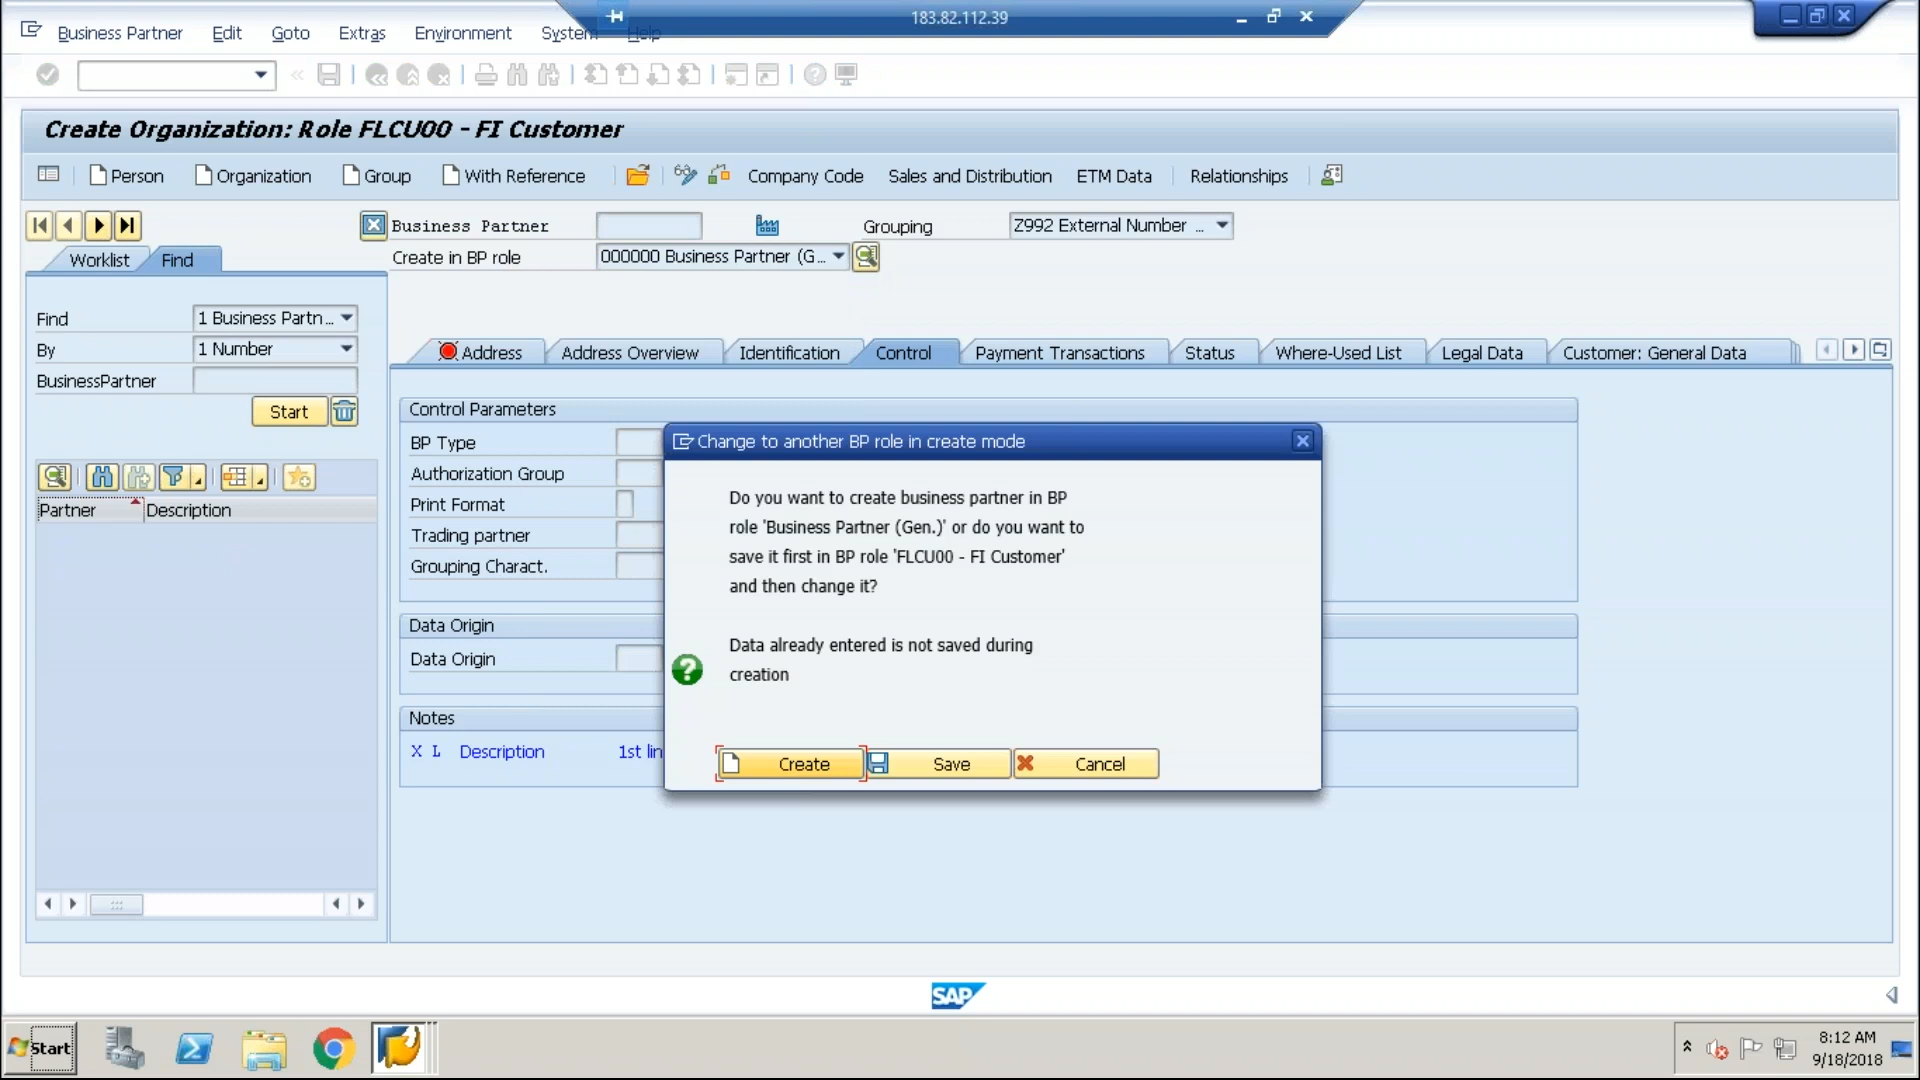 183.82.112.39
Business Partner Edit Goto Extras Environment System Help
Create Organization: Role FLCU00 - FI Customer
Person Organization Group With Reference Company Code Sales and Distribution ETM Data Relationships
Business Partner Grouping Z992 External Number ...
Create in BP role 000000 Business Partner (G...
Worklist Find
Find 1 Business Partn...
By 1 Number
BusinessPartner
Start
Partner Description
Address Address Overview Identification Control Payment Transactions Status Where-Used List Legal Data Customer: General Data
Control Parameters
BP Type
Authorization Group
Print Format
Trading partner
Grouping Charact.
Data Origin
Data Origin
Notes
X L Description 1st lin
Change to another BP role in create mode
Do you want to create business partner in BP
role 'Business Partner (Gen.)' or do you want to
save it first in BP role 'FLCU00 - FI Customer'
and then change it?
Data already entered is not saved during
creation
Create Save Cancel
SAP
Start
8:12 AM
9/18/2018